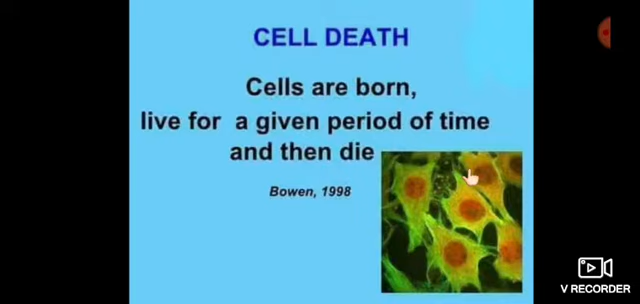 CELL DEATH
Cells are born,
live for a given period of time
and then die
Bowen, 1998
V RECORDER